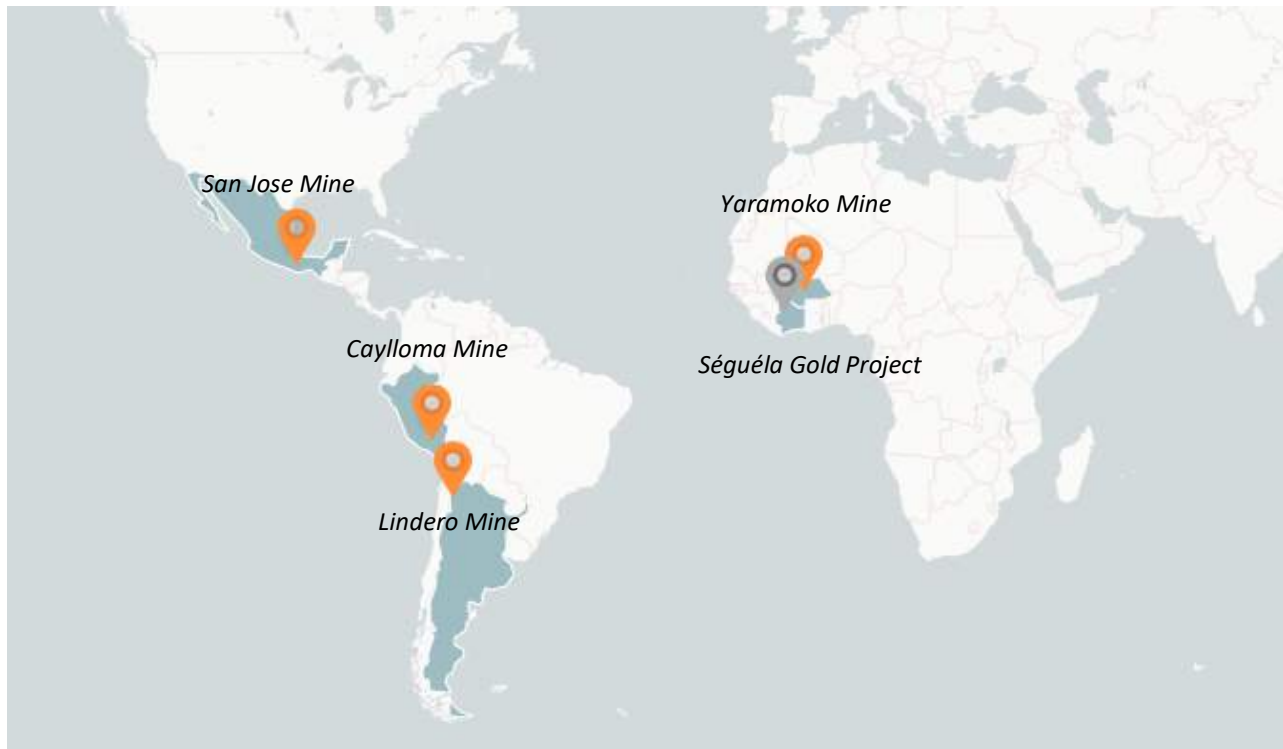 San Jose Mine
Yaramoko Mine
Caylloma Mine
Séguéla Gold Project
Lindero Mine